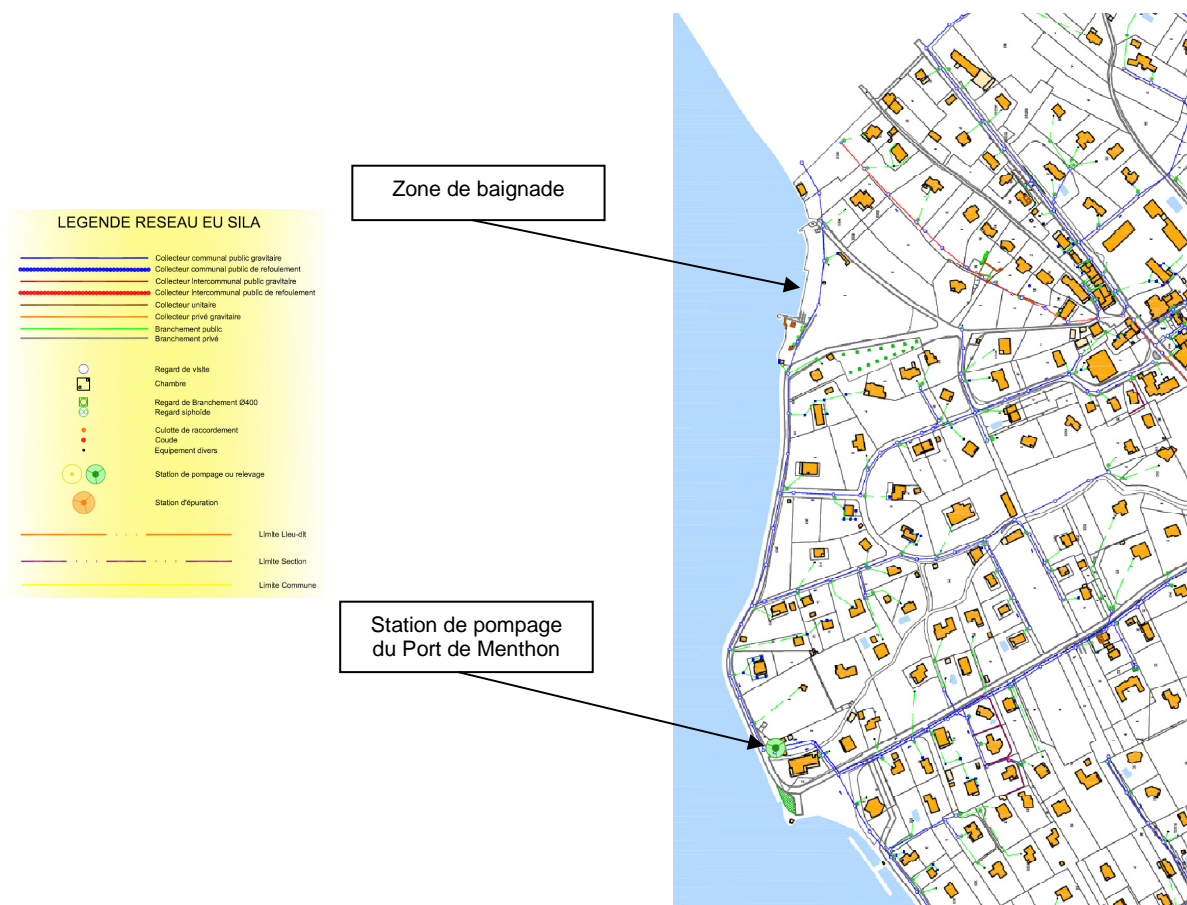 Zone de baignade
LEGENDE RESEAU EU SILA
Collecteur communal public gravitaire
Collecteur communal public de refoulement
Collecteur Intercommunal public gravitaire
Collecteur Intercommunal public de refoulement
Collecteur unitaire
Collecteur privé gravitaire
Branchement public
Branchement privé
Regard de visite
Chambre
Regard de Branchement Ø400
Regard siphoïde
Culotte de raccordement
Coude
Equipement divers
Station de pompage ou relevage
Station d'épuration
Limite Lieu-dit
Limite Section
Limite Commune
Station de pompage
du Port de Menthon